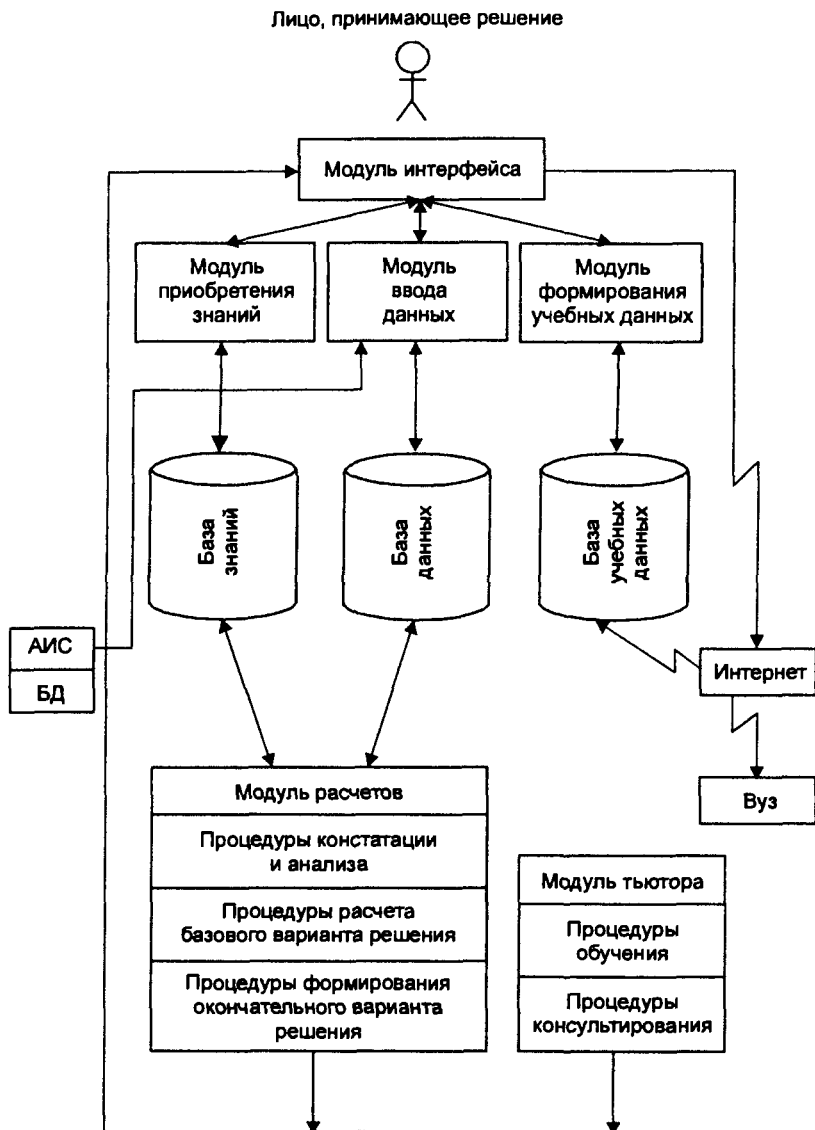 Лицо, принимающее решение
Модуль интерфейса
Модуль
приобретения
знаний
Модуль
ввода
данных
Модуль
формирования
учебных данных
База
знаний
База
данных
База
учебных
данных
АИС
БД
Интернет
Вуз
Модуль расчетов
Процедуры констатации
и анализа
Процедуры расчета
базового варианта решения
Процедуры формирования
окончательного варианта
решения
Модуль тьютора
Процедуры
обучения
Процедуры
консультирования